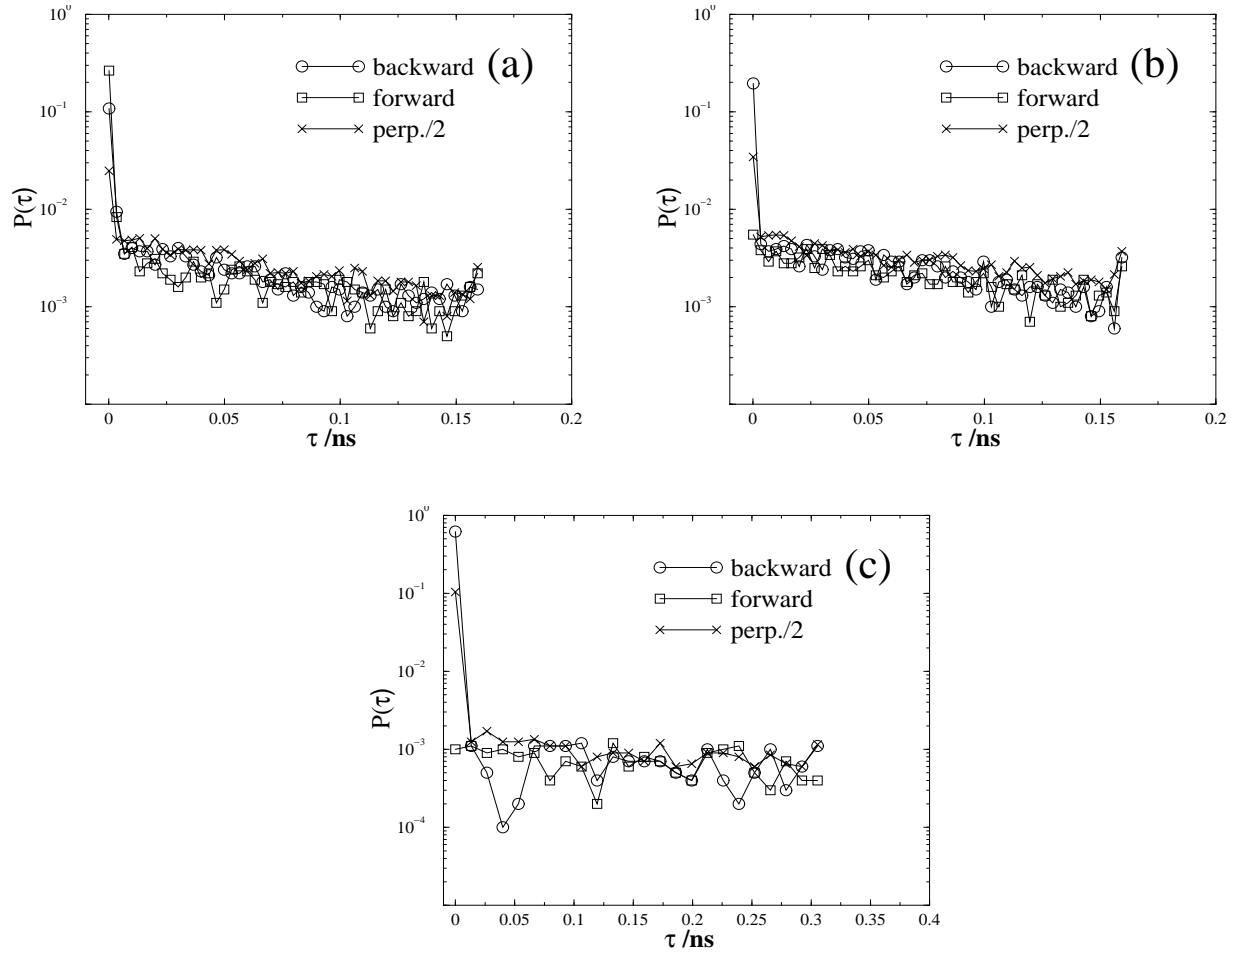 10⁰
backward (a)
forward
perp./2
10⁻¹
10⁻²
10⁻³
P(τ)
0 0.05 0.1 0.15 0.2
τ /ns
10⁰
backward (b)
forward
perp./2
10⁻¹
10⁻²
10⁻³
P(τ)
0 0.05 0.1 0.15 0.2
τ /ns
10⁰
backward (c)
forward
perp./2
10⁻¹
10⁻²
10⁻³
10⁻⁴
P(τ)
0 0.05 0.1 0.15 0.2 0.25 0.3 0.35 0.4
τ /ns